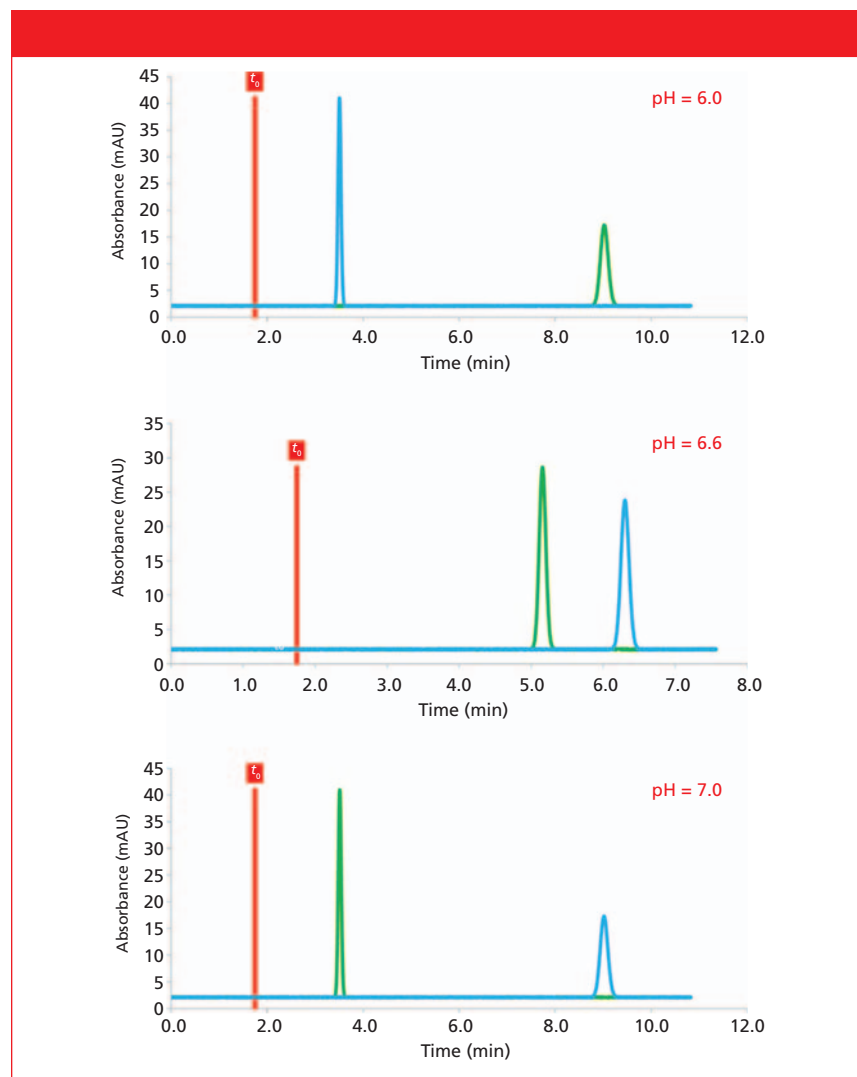 45
40
35
30
25
20
15
10
5
0
Absorbance (mAU)
t₀
pH = 6.0
0.0 2.0 4.0 6.0 8.0 10.0 12.0
Time (min)
35
30
25
20
15
10
5
0
Absorbance (mAU)
t₀
pH = 6.6
0.0 1.0 2.0 3.0 4.0 5.0 6.0 7.0 8.0
Time (min)
45
40
35
30
25
20
15
10
5
0
Absorbance (mAU)
t₀
pH = 7.0
0.0 2.0 4.0 6.0 8.0 10.0 12.0
Time (min)